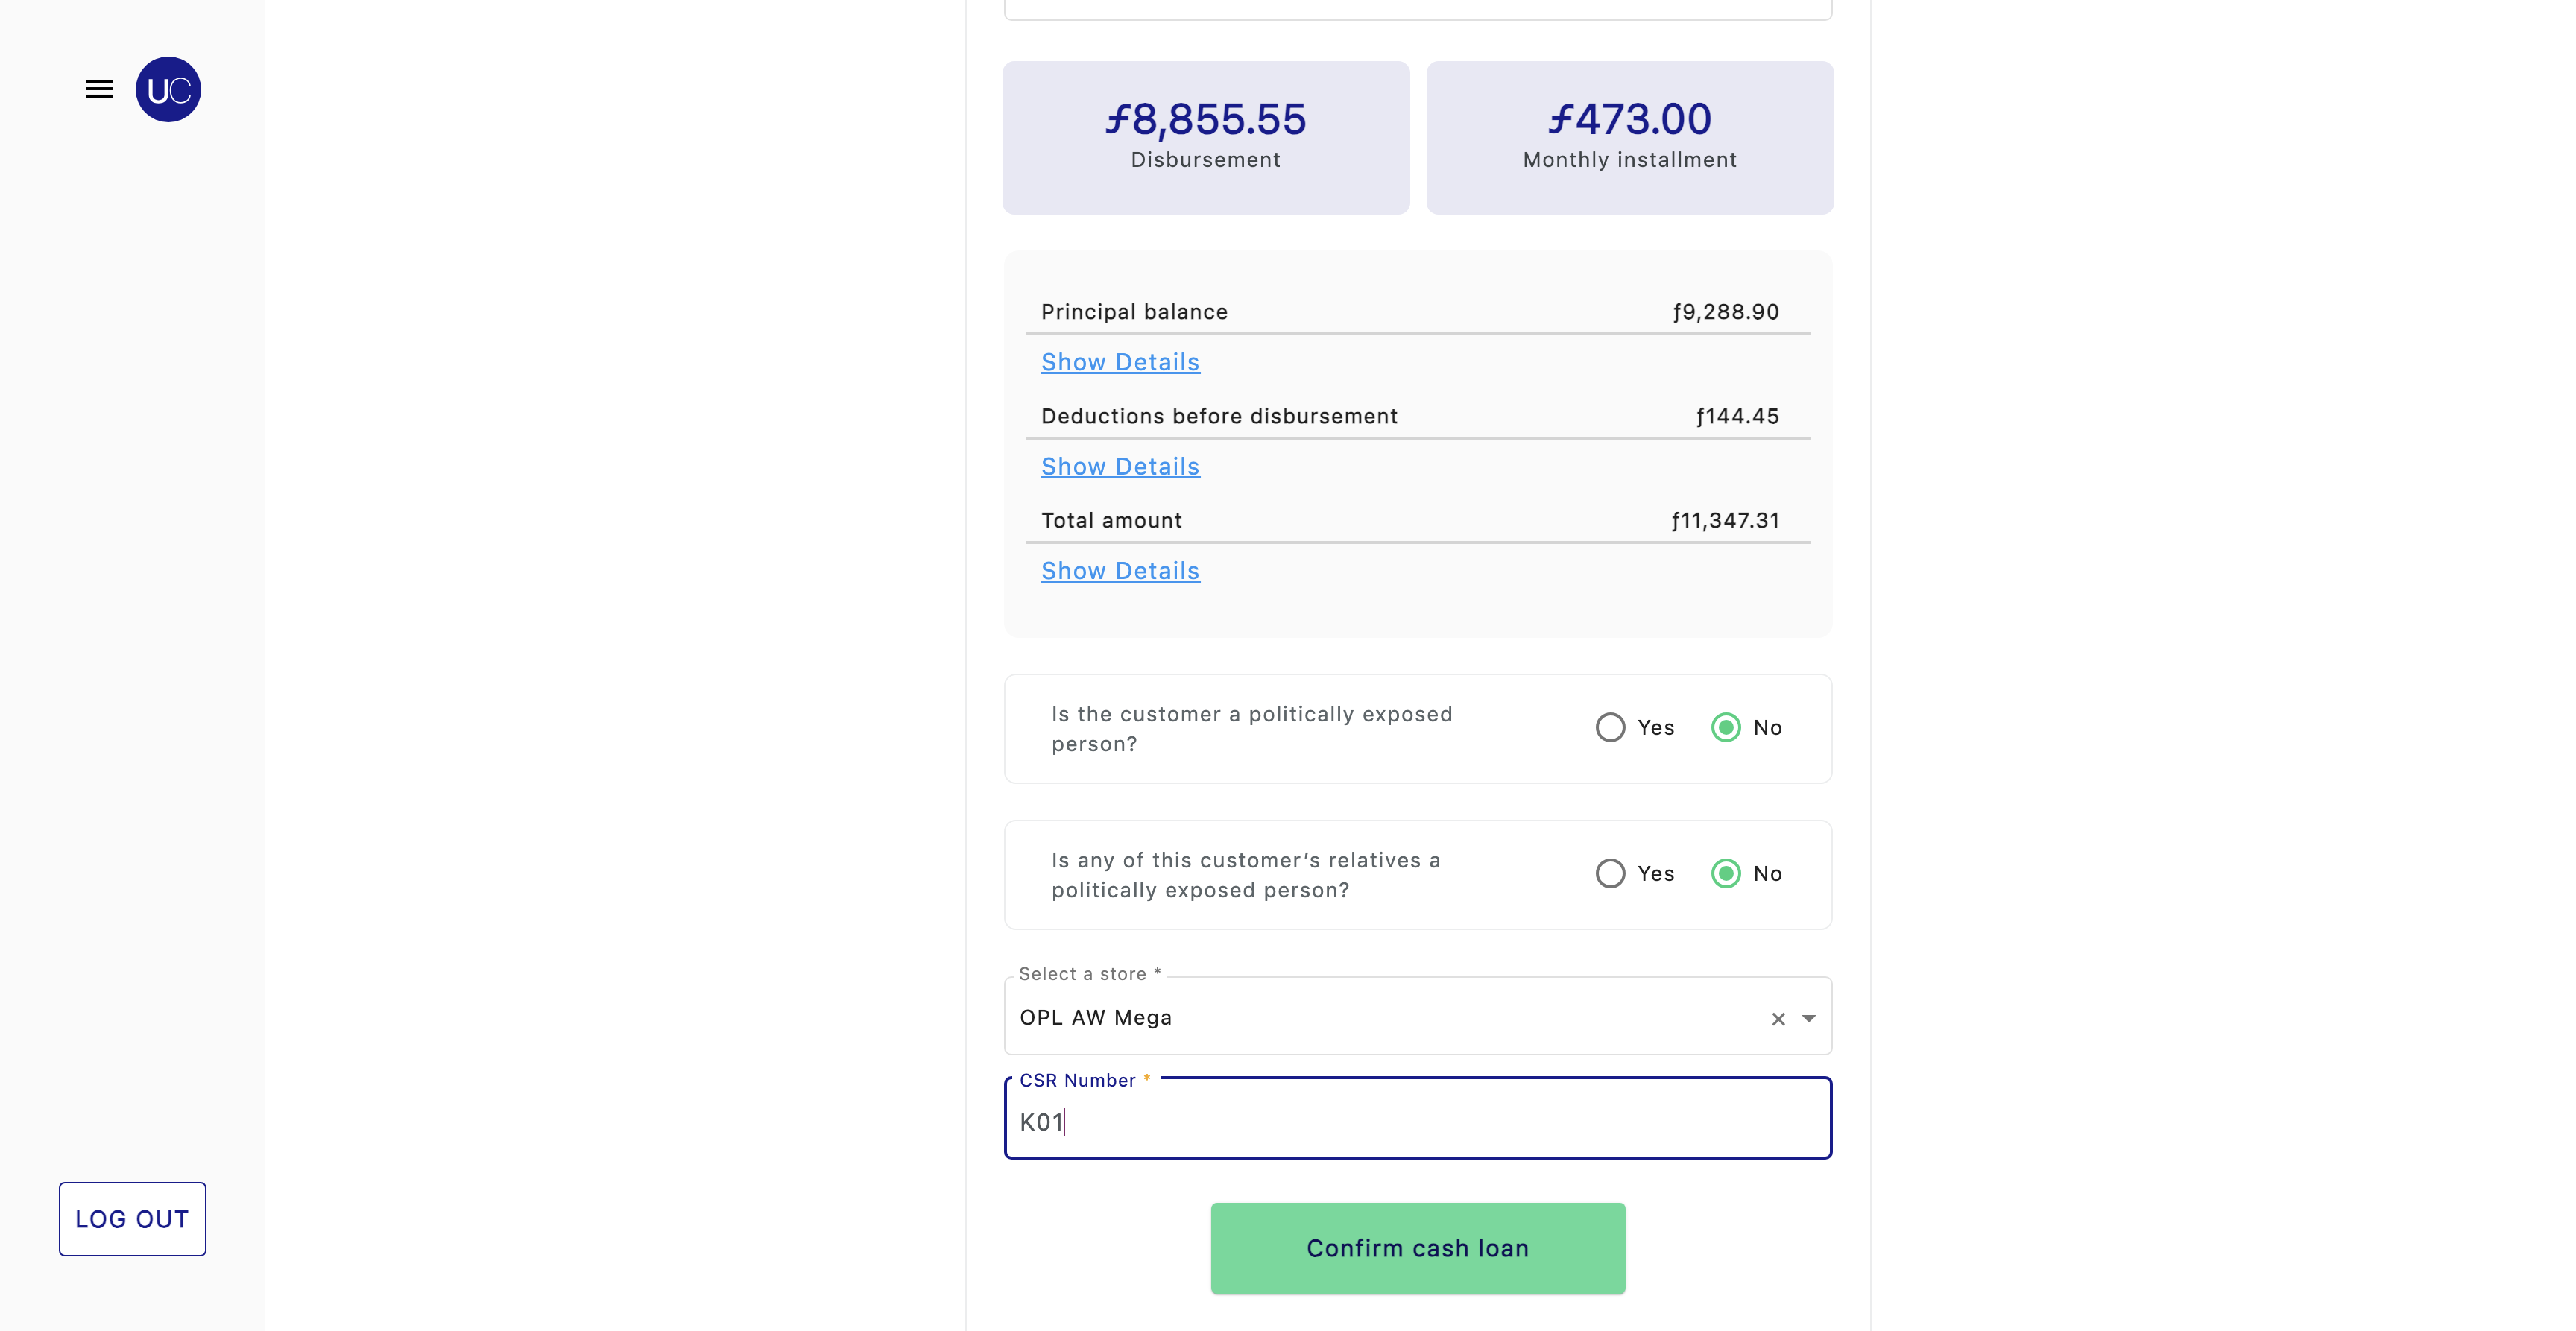 UC
ƒ8,855.55
Disbursement
ƒ473.00
Monthly installment
Principal balance ƒ9,288.90
Show Details
Deductions before disbursement ƒ144.45
Show Details
Total amount ƒ11,347.31
Show Details
Is the customer a politically exposed
person?
Yes No
Is any of this customer’s relatives a
politically exposed person?
Yes No
Select a store *
OPL AW Mega
CSR Number *
K01
LOG OUT
Confirm cash loan